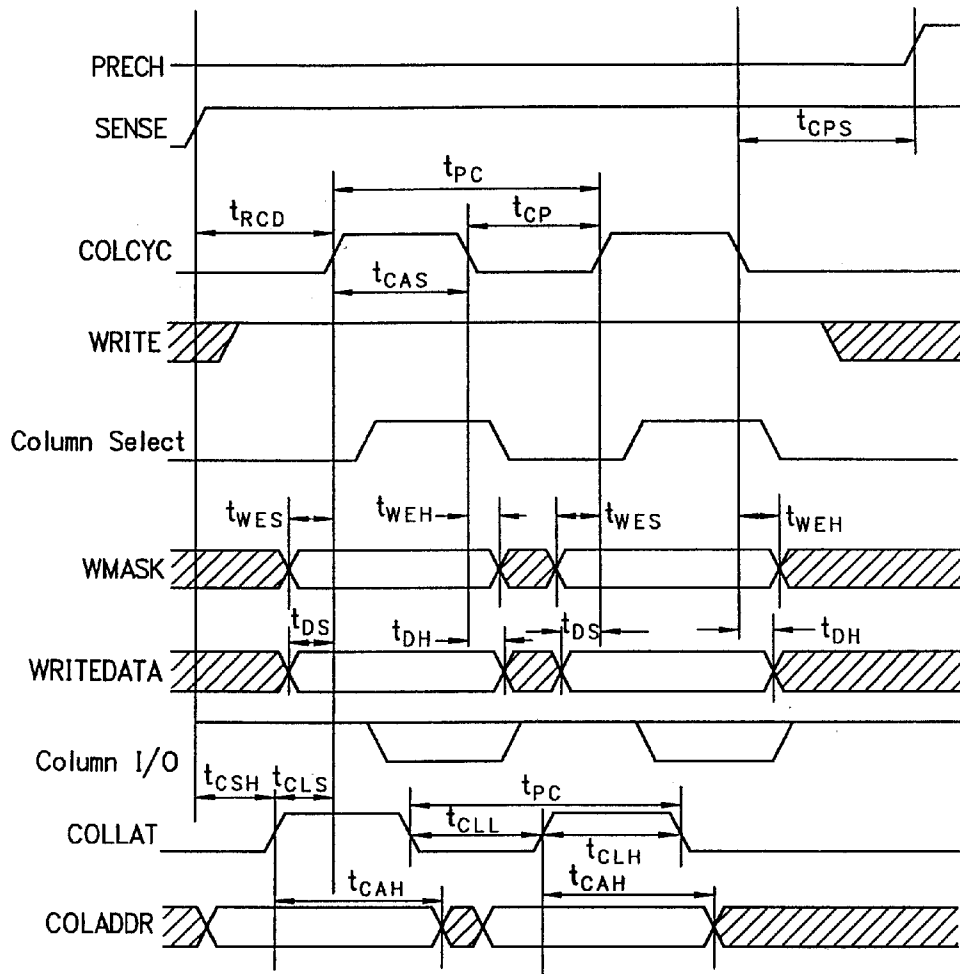 PRECH
SENSE
tCPS
tPC
tRCD
tCP
COLCYC
tCAS
WRITE
Column Select
tWES
tWEH
tWES
tWEH
WMASK
tDS
tDH
tDS
tDH
WRITEDATA
Column I/O
tCSH
tCLS
tPC
COLLAT
tCLL
tCLH
tCAH
tCAH
COLADDR